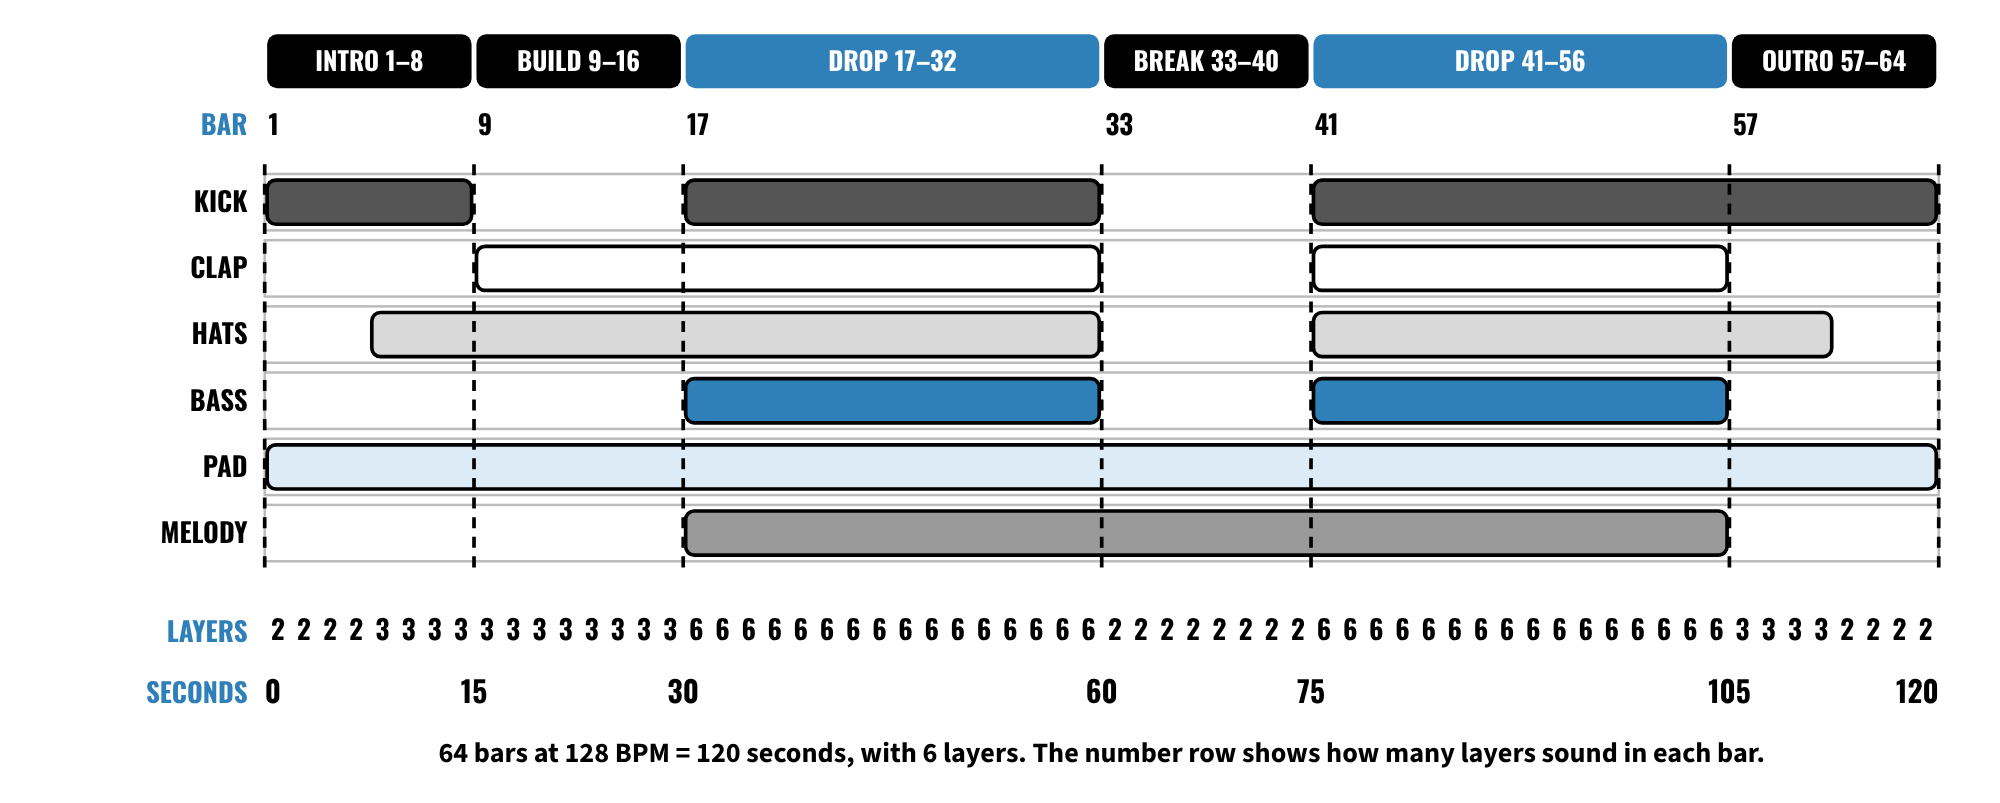 INTRO 1–8 BUILD 9–16 DROP 17–32 BREAK 33–40 DROP 41–56 OUTRO 57–64
BAR 1 9 17 33 41 57
KICK
CLAP
HATS
BASS
PAD
MELODY
LAYERS 2 2 2 2 3 3 3 3 3 3 3 3 3 3 3 3 6 6 6 6 6 6 6 6 6 6 6 6 6 6 6 6 2 2 2 2 2 2 2 2 6 6 6 6 6 6 6 6 6 6 6 6 6 6 6 6 3 3 3 3 2 2 2 2
SECONDS 0 15 30 60 75 105 120
64 bars at 128 BPM = 120 seconds, with 6 layers. The number row shows how many layers sound in each bar.